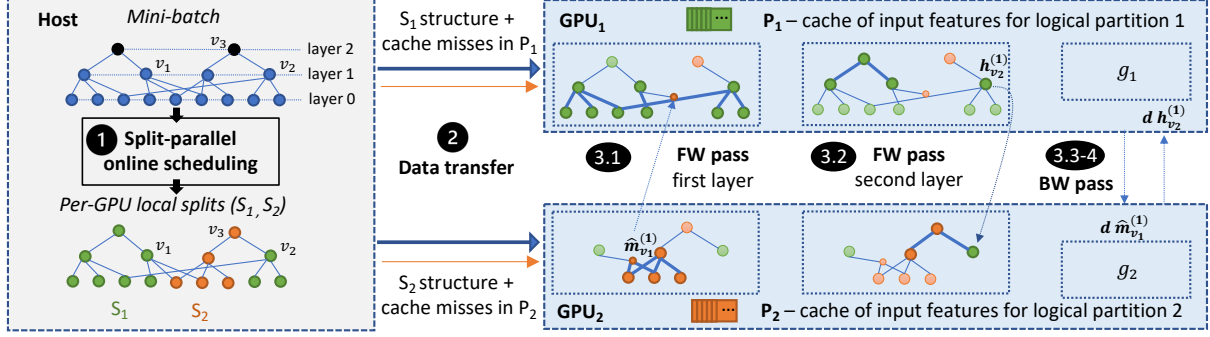 Host
Mini-batch
v3
layer 2
v1
v2
layer 1
layer 0
1 Split-parallel
online scheduling
Per-GPU local splits (S1, S2)
v3
v1
v2
S1
S2
S1 structure +
cache misses in P1
2
Data transfer
S2 structure +
cache misses in P2
GPU1
P1 – cache of input features for logical partition 1
h_{v2}^{(1)}
g1
d h_{v2}^{(1)}
3.1
FW pass
first layer
3.2
FW pass
second layer
3.3-4
BW pass
m̂_{v1}^{(1)}
d m̂_{v1}^{(1)}
g2
GPU2
P2 – cache of input features for logical partition 2